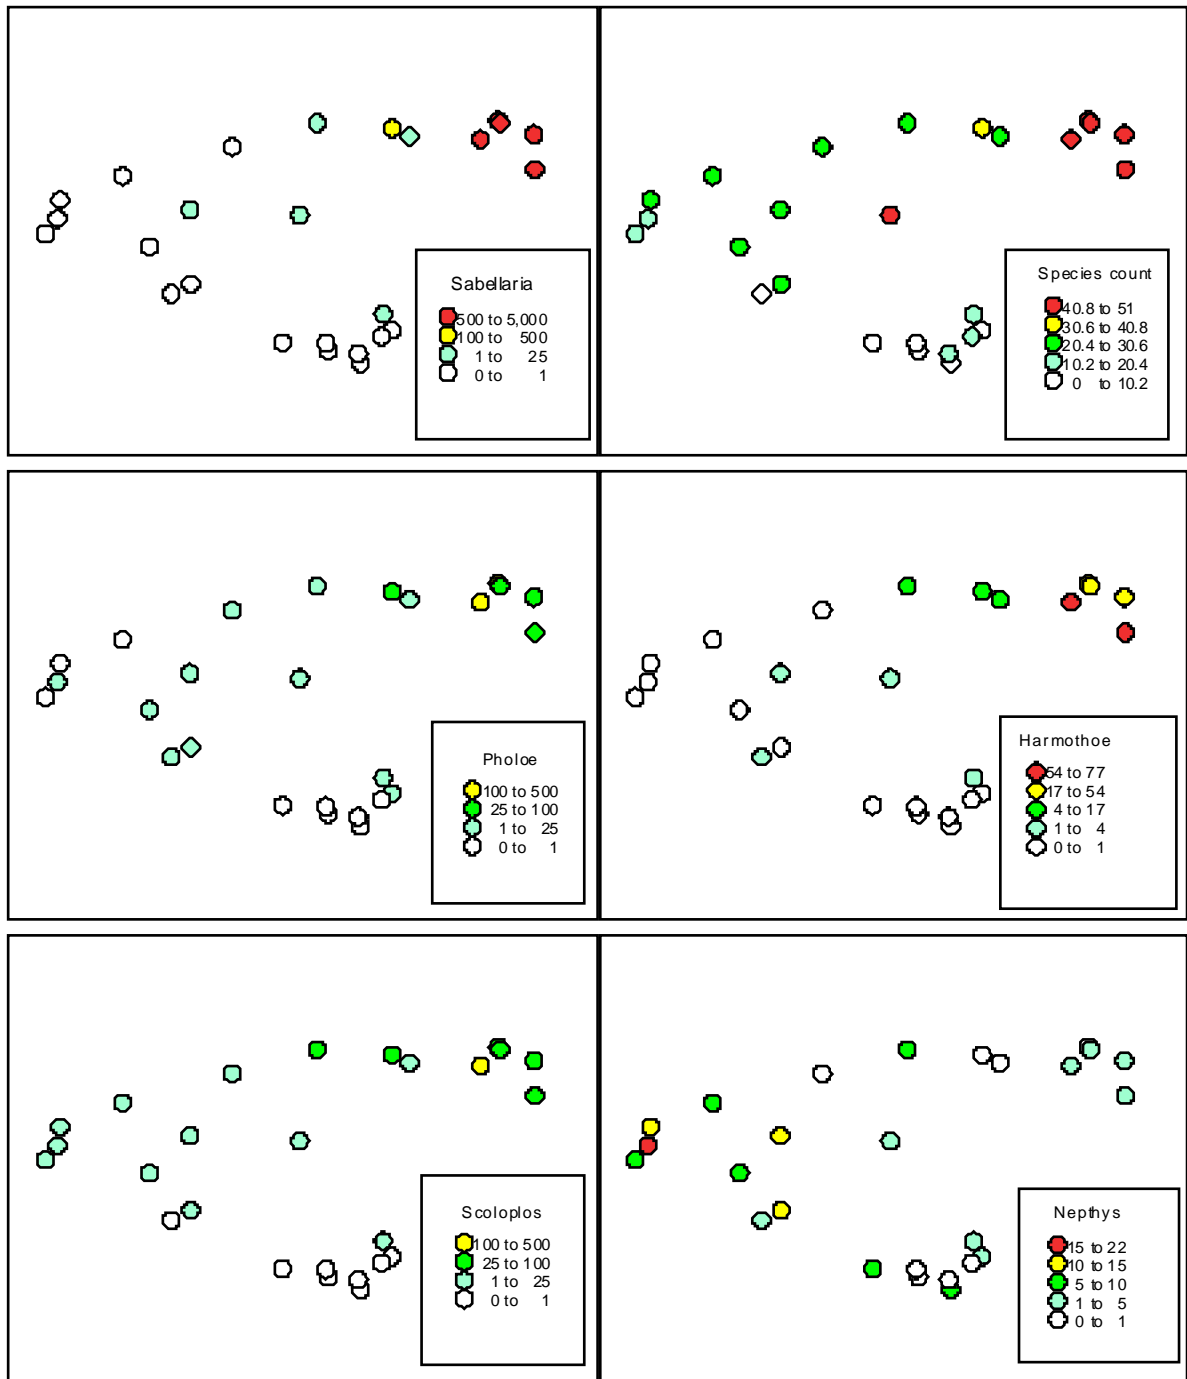 Sabellaria
500 to 5,000
100 to 500
1 to 25
0 to 1
Species count
40.8 to 51
30.6 to 40.8
20.4 to 30.6
10.2 to 20.4
0 to 10.2
Pholoe
100 to 500
25 to 100
1 to 25
0 to 1
Harmothoe
54 to 77
17 to 54
4 to 17
1 to 4
0 to 1
Scoloplos
100 to 500
25 to 100
1 to 25
0 to 1
Nepthys
15 to 22
10 to 15
5 to 10
1 to 5
0 to 1